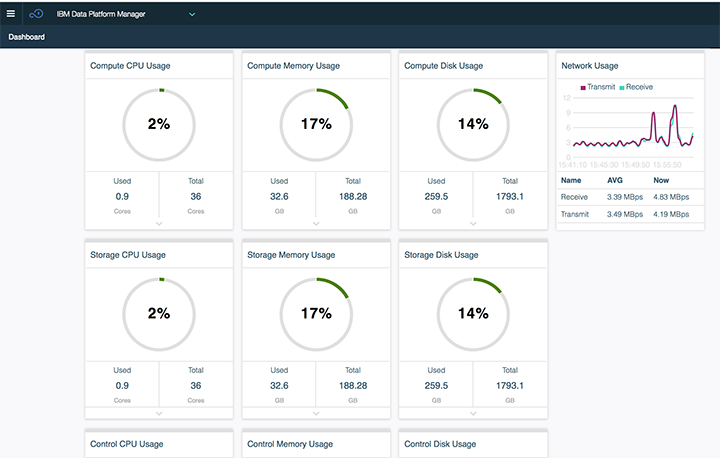 IBM Data Platform Manager
Dashboard
Compute CPU Usage
2%
Used Total
0.9 36
Cores Cores
Compute Memory Usage
17%
Used Total
32.6 188.28
GB GB
Compute Disk Usage
14%
Used Total
259.5 1793.1
GB GB
Network Usage
Transmit Receive
12
9
6
3
0
15:41:10 15:45:30 15:49:50 15:55:50
Name AVG Now
Receive 3.39 MBps 4.83 MBps
Transmit 3.49 MBps 4.19 MBps
Storage CPU Usage
2%
Used Total
0.9 36
Cores Cores
Storage Memory Usage
17%
Used Total
32.6 188.28
GB GB
Storage Disk Usage
14%
Used Total
259.5 1793.1
GB GB
Control CPU Usage
Control Memory Usage
Control Disk Usage